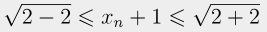 √(2 − 2) ⩽ xₙ + 1 ⩽ √(2 + 2)